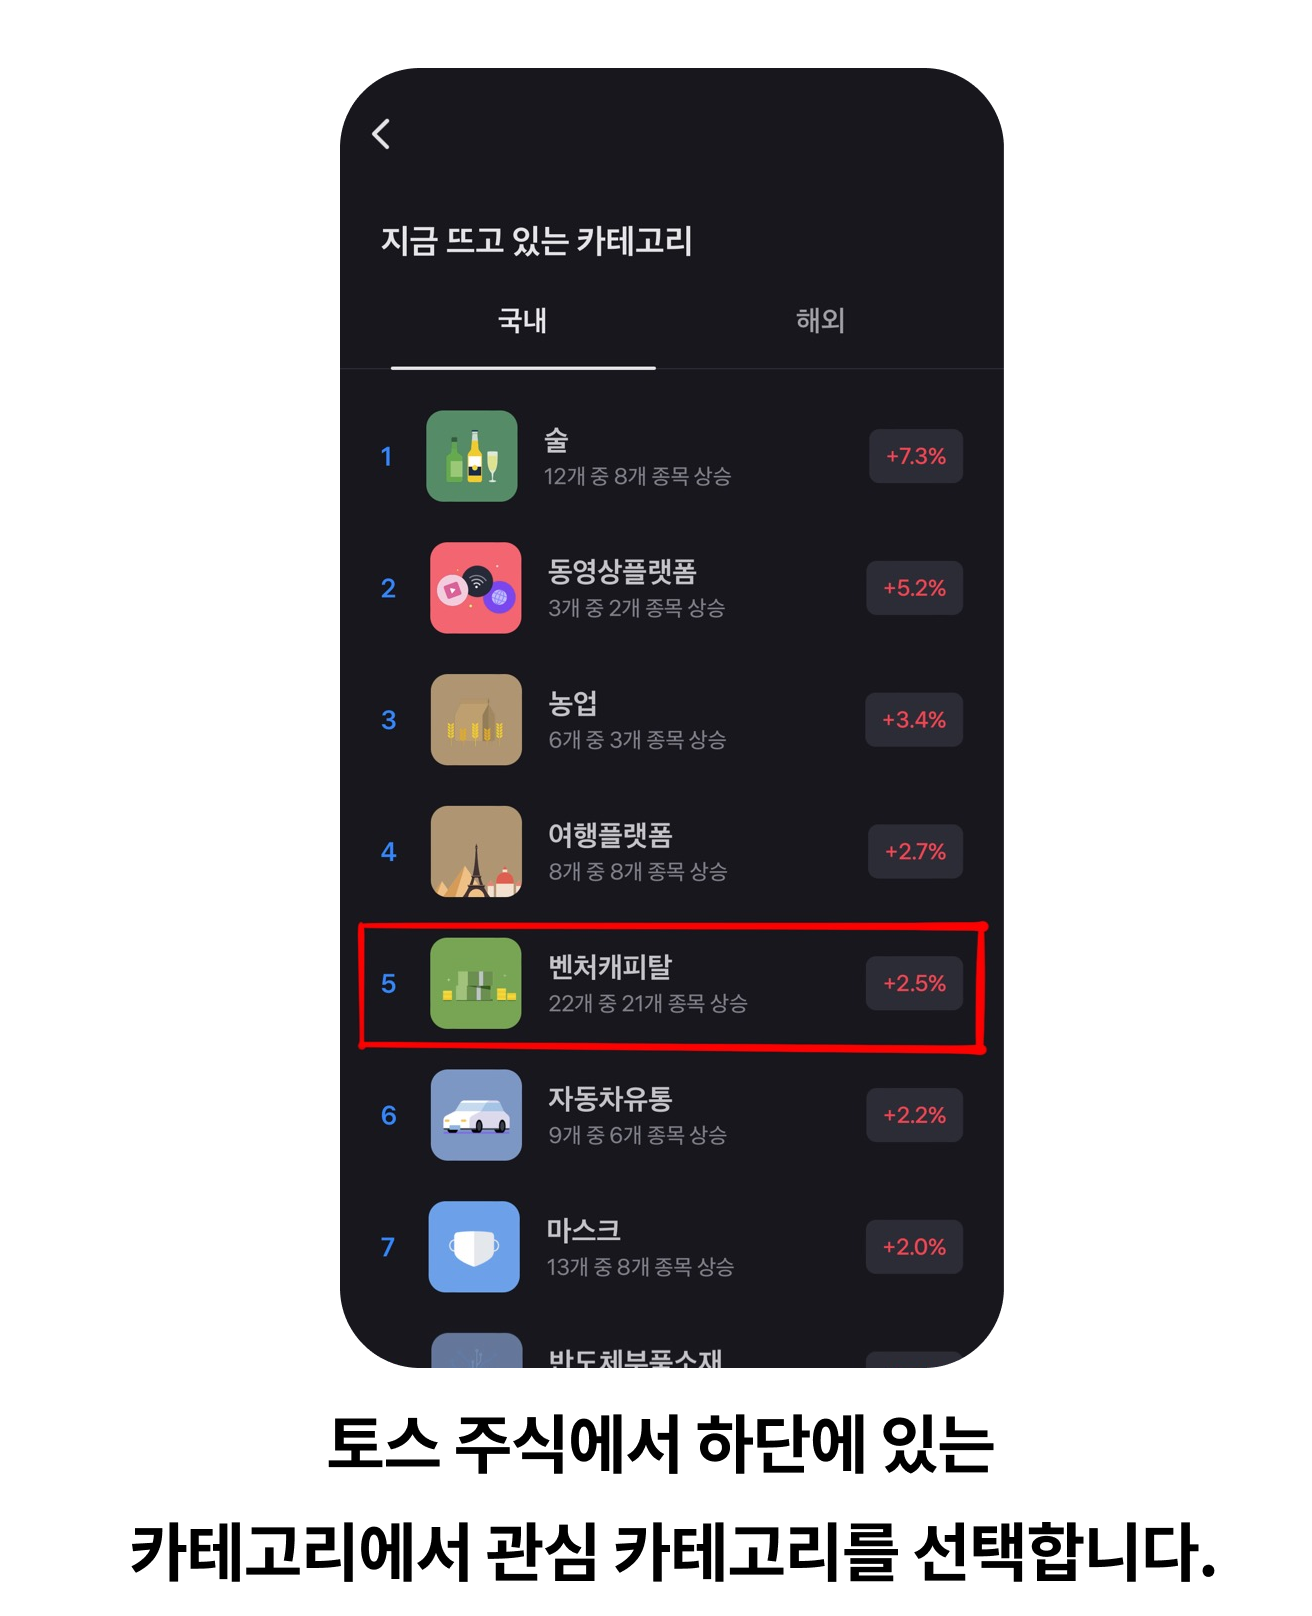 지금 뜨고 있는 카테고리
국내 해외
1 술 +7.3%
12개 중 8개 종목 상승
2 동영상플랫폼 +5.2%
3개 중 2개 종목 상승
3 농업 +3.4%
6개 중 3개 종목 상승
4 여행플랫폼 +2.7%
8개 중 8개 종목 상승
5 벤처캐피탈 +2.5%
22개 중 21개 종목 상승
6 자동차유통 +2.2%
9개 중 6개 종목 상승
7 마스크 +2.0%
13개 중 8개 종목 상승
반도체부품소재
토스 주식에서 하단에 있는
카테고리에서 관심 카테고리를 선택합니다.